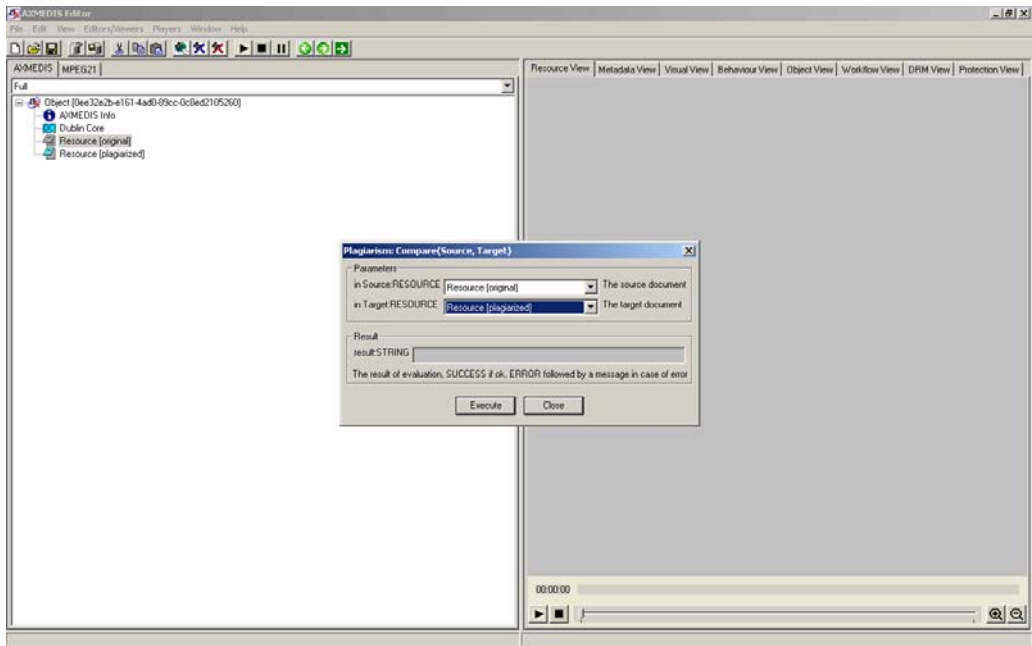 AXMEDIS Editor
File Edit View Editors/Viewers Players Window Help
AXMEDIS MPEG21
Resource View Metadata View Visual View Behaviour View Object View Workflow View DRM View Protection View
Full
Object [0ee32e2b-e161-4ad0-89cc-0c8ed2105260]
AXMEDIS Info
Dublin Core
Resource [original]
Resource [plagiarized]
Plagiarism: Compare(Source, Target)
Parameters
in Source:RESOURCE Resource [original] The source document
in Target:RESOURCE Resource [plagiarized] The target document
Result
result:STRING
The result of evaluation, SUCCESS if ok, ERROR followed by a message in case of error
Execute Close
00:00:00